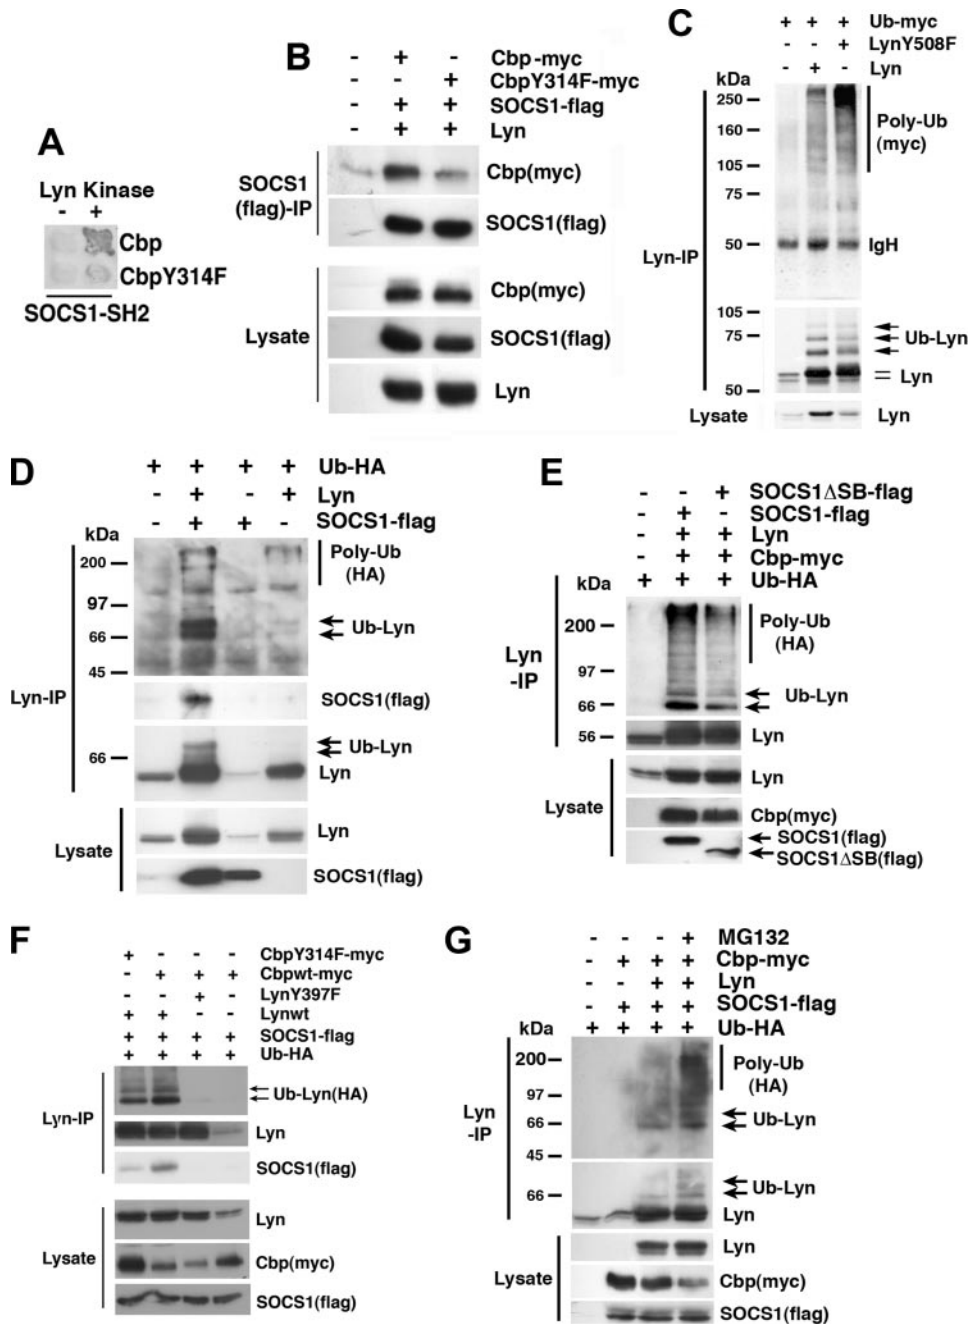 A
Lyn Kinase
- +
Cbp
CbpY314F
SOCS1-SH2
B
- + - Cbp-myc
- - + CbpY314F-myc
- + + SOCS1-flag
- + + Lyn
SOCS1
(flag)-IP
Cbp(myc)
SOCS1(flag)
Lysate
Cbp(myc)
SOCS1(flag)
Lyn
C
+ + + Ub-myc
- - + LynY508F
- + - Lyn
kDa
250
160
105
75
50
Poly-Ub
(myc)
IgH
Lyn-IP
105
75
50
Ub-Lyn
Lyn
Lysate
Lyn
D
+ + + + Ub-HA
- + - + Lyn
- + + - SOCS1-flag
kDa
200
97
66
45
Poly-Ub
(HA)
Ub-Lyn
Lyn-IP
SOCS1(flag)
66
Ub-Lyn
Lyn
Lysate
Lyn
SOCS1(flag)
E
- - + SOCS1ΔSB-flag
- + - SOCS1-flag
- + + Lyn
- + + Cbp-myc
+ + + Ub-HA
kDa
200
97
66
56
Poly-Ub
(HA)
Lyn
-IP
Ub-Lyn
Lyn
Lysate
Lyn
Cbp(myc)
SOCS1(flag)
SOCS1ΔSB(flag)
F
+ - - - CbpY314F-myc
- + + + Cbpwt-myc
- - + - LynY397F
+ + - - Lynwt
+ + + + SOCS1-flag
+ + + + Ub-HA
Lyn-IP
Ub-Lyn(HA)
Lyn
SOCS1(flag)
Lysate
Lyn
Cbp(myc)
SOCS1(flag)
G
- - - + MG132
- + + + Cbp-myc
- - + + Lyn
- + + + SOCS1-flag
+ + + + Ub-HA
kDa
200
97
66
45
Poly-Ub
(HA)
Lyn
-IP
Ub-Lyn
66
Ub-Lyn
Lyn
Lysate
Lyn
Cbp(myc)
SOCS1(flag)